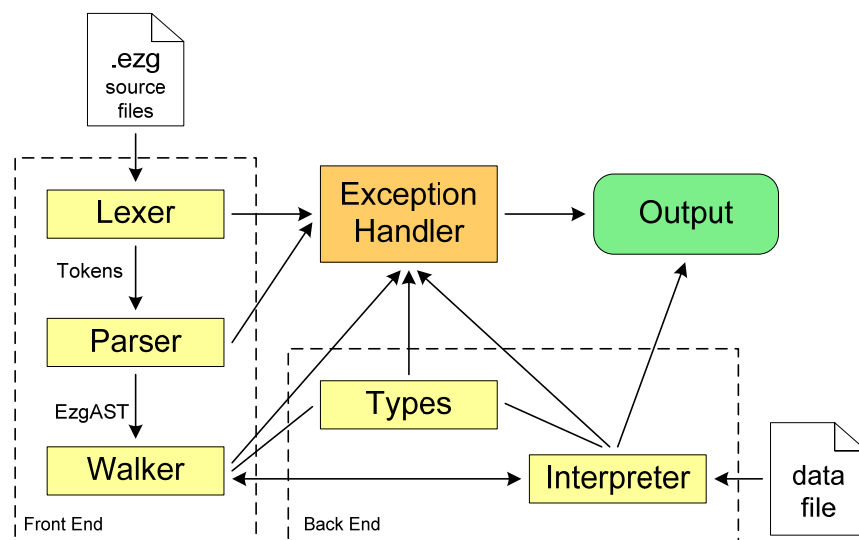 .ezg
source
files
Lexer
Exception
Handler
Output
Tokens
Parser
Types
EzgAST
Walker
Interpreter
data
file
Front End
Back End